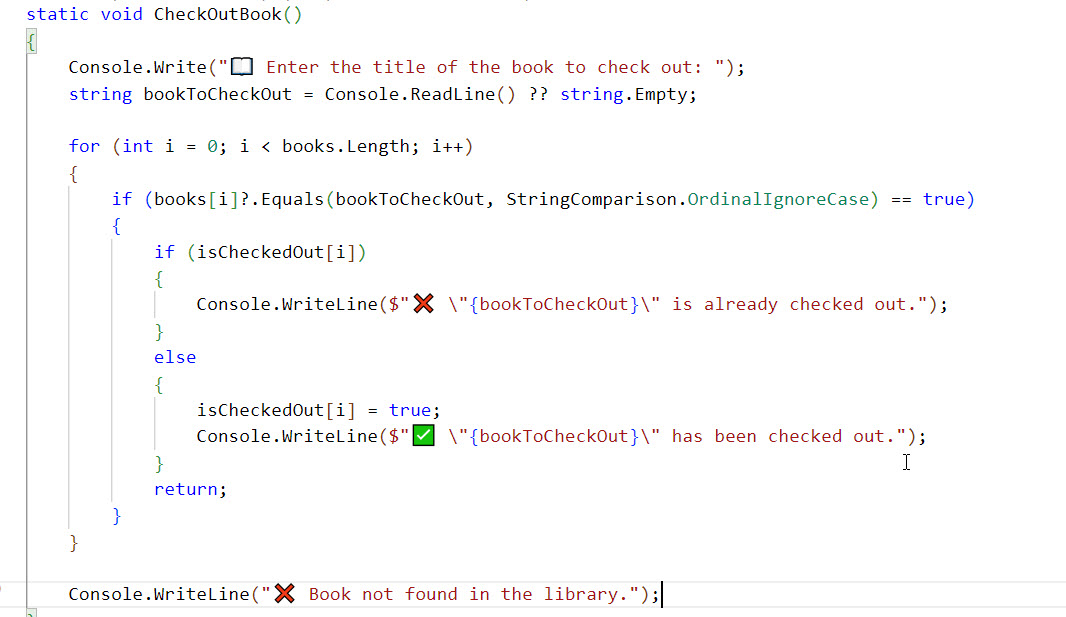 static void CheckOutBook()
{
    Console.Write("📖 Enter the title of the book to check out: ");
    string bookToCheckOut = Console.ReadLine() ?? string.Empty;

    for (int i = 0; i < books.Length; i++)
    {
        if (books[i]?.Equals(bookToCheckOut, StringComparison.OrdinalIgnoreCase) == true)
        {
            if (isCheckedOut[i])
            {
                Console.WriteLine($"❌ \"{bookToCheckOut}\" is already checked out.");
            }
            else
            {
                isCheckedOut[i] = true;
                Console.WriteLine($"✅ \"{bookToCheckOut}\" has been checked out.");
            }
            return;
        }
    }

    Console.WriteLine("❌ Book not found in the library.");
}